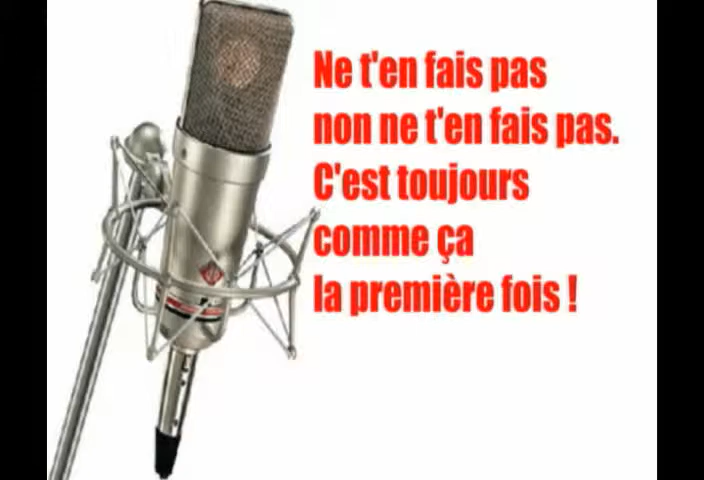 Ne t'en fais pas
non ne t'en fais pas.
C'est toujours
comme ça
la première fois !